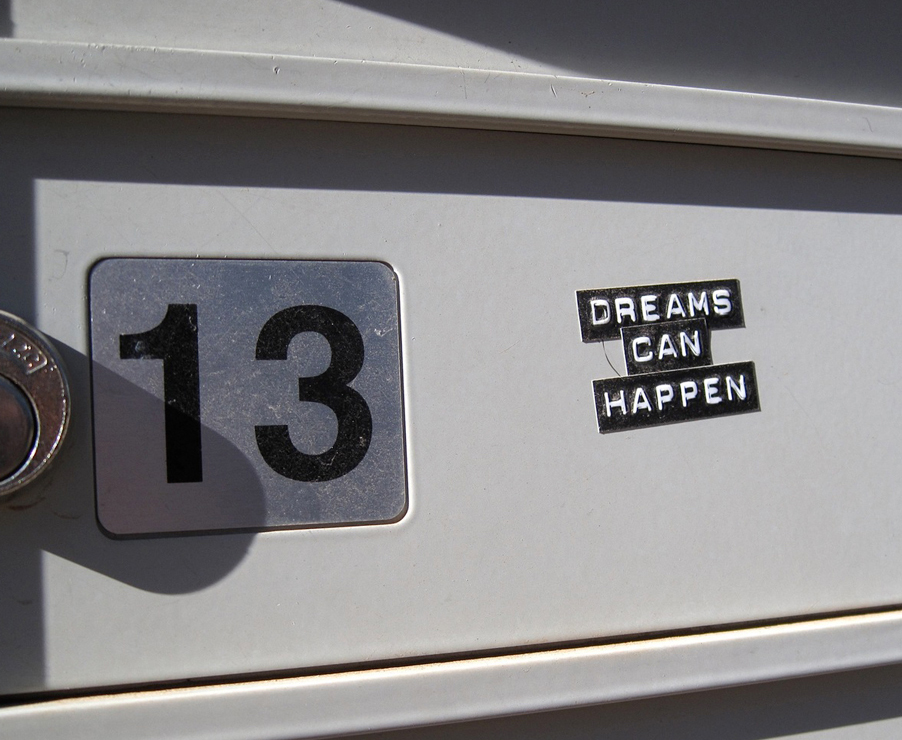 13
DREAMS
CAN
HAPPEN